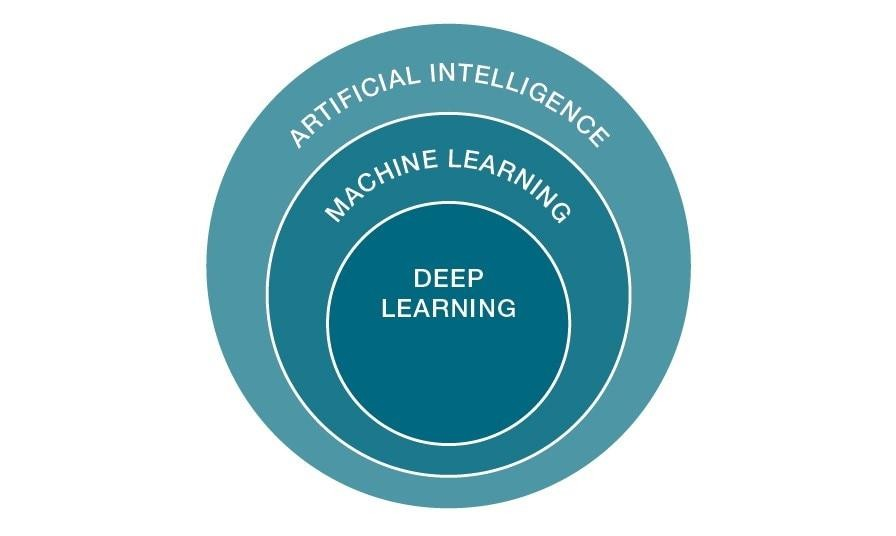 ARTIFICIAL INTELLIGENCE
MACHINE LEARNING
DEEP
LEARNING